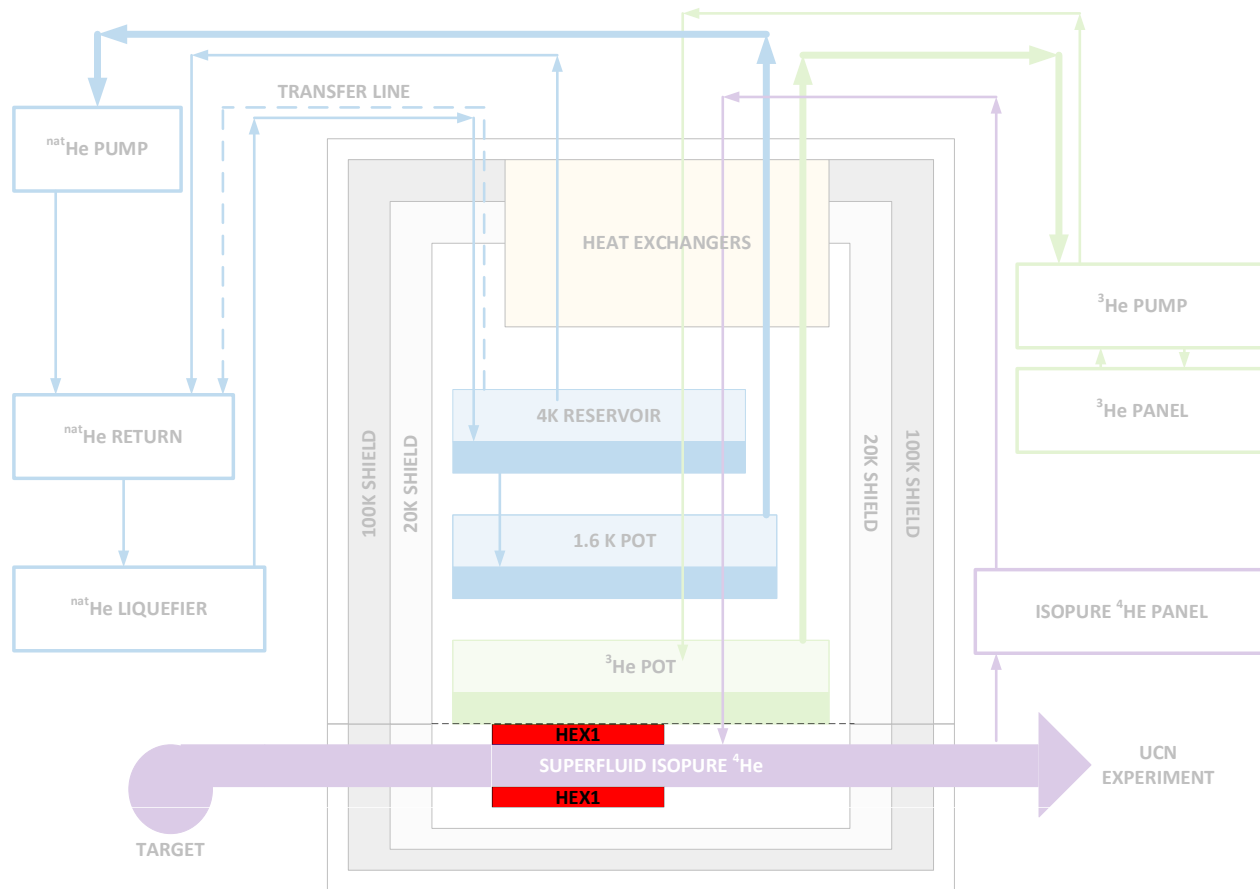 TRANSFER LINE
natHe PUMP
HEAT EXCHANGERS
3He PUMP
4K RESERVOIR
3He PANEL
natHe RETURN
100K SHIELD
20K SHIELD
20K SHIELD
100K SHIELD
1.6 K POT
natHe LIQUEFIER
ISOPURE 4HE PANEL
3He POT
HEX1
SUPERFLUID ISOPURE 4He
UCN
EXPERIMENT
HEX1
TARGET